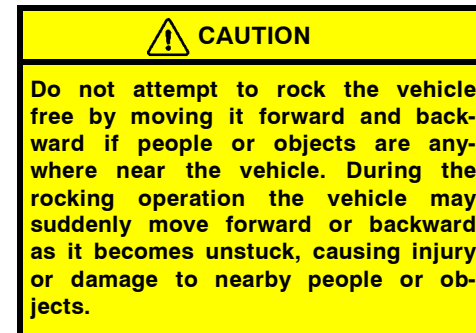 CAUTION
Do not attempt to rock the vehicle
free by moving it forward and back-
ward if people or objects are any-
where near the vehicle. During the
rocking operation the vehicle may
suddenly move forward or backward
as it becomes unstuck, causing injury
or damage to nearby people or ob-
jects.